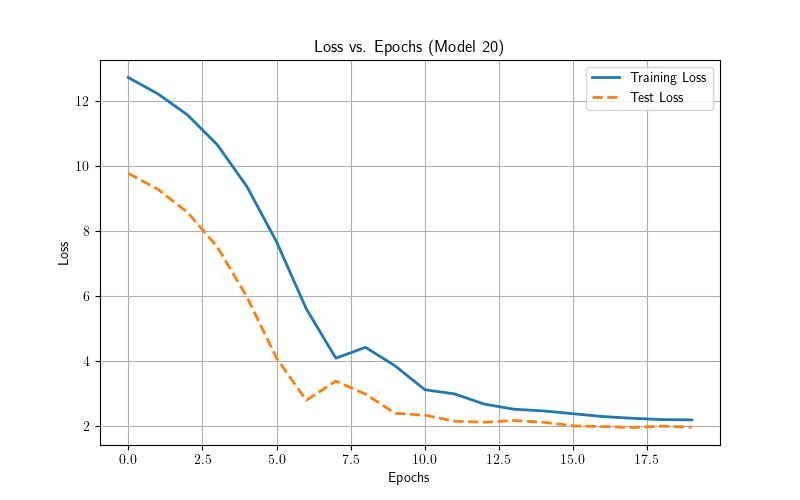 Loss vs. Epochs (Model 20)
Training Loss
Test Loss
12
10
8
6
4
2
Loss
0.0 2.5 5.0 7.5 10.0 12.5 15.0 17.5
Epochs